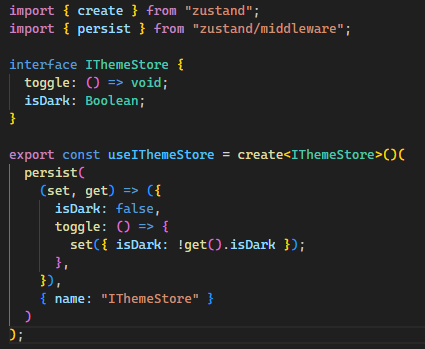 import { create } from "zustand";
import { persist } from "zustand/middleware";

interface IThemeStore {
  toggle: () => void;
  isDark: Boolean;
}

export const useIThemeStore = create<IThemeStore>()(
  persist(
    (set, get) => ({
      isDark: false,
      toggle: () => {
        set({ isDark: !get().isDark });
      },
    }),
    { name: "IThemeStore" }
  )
);